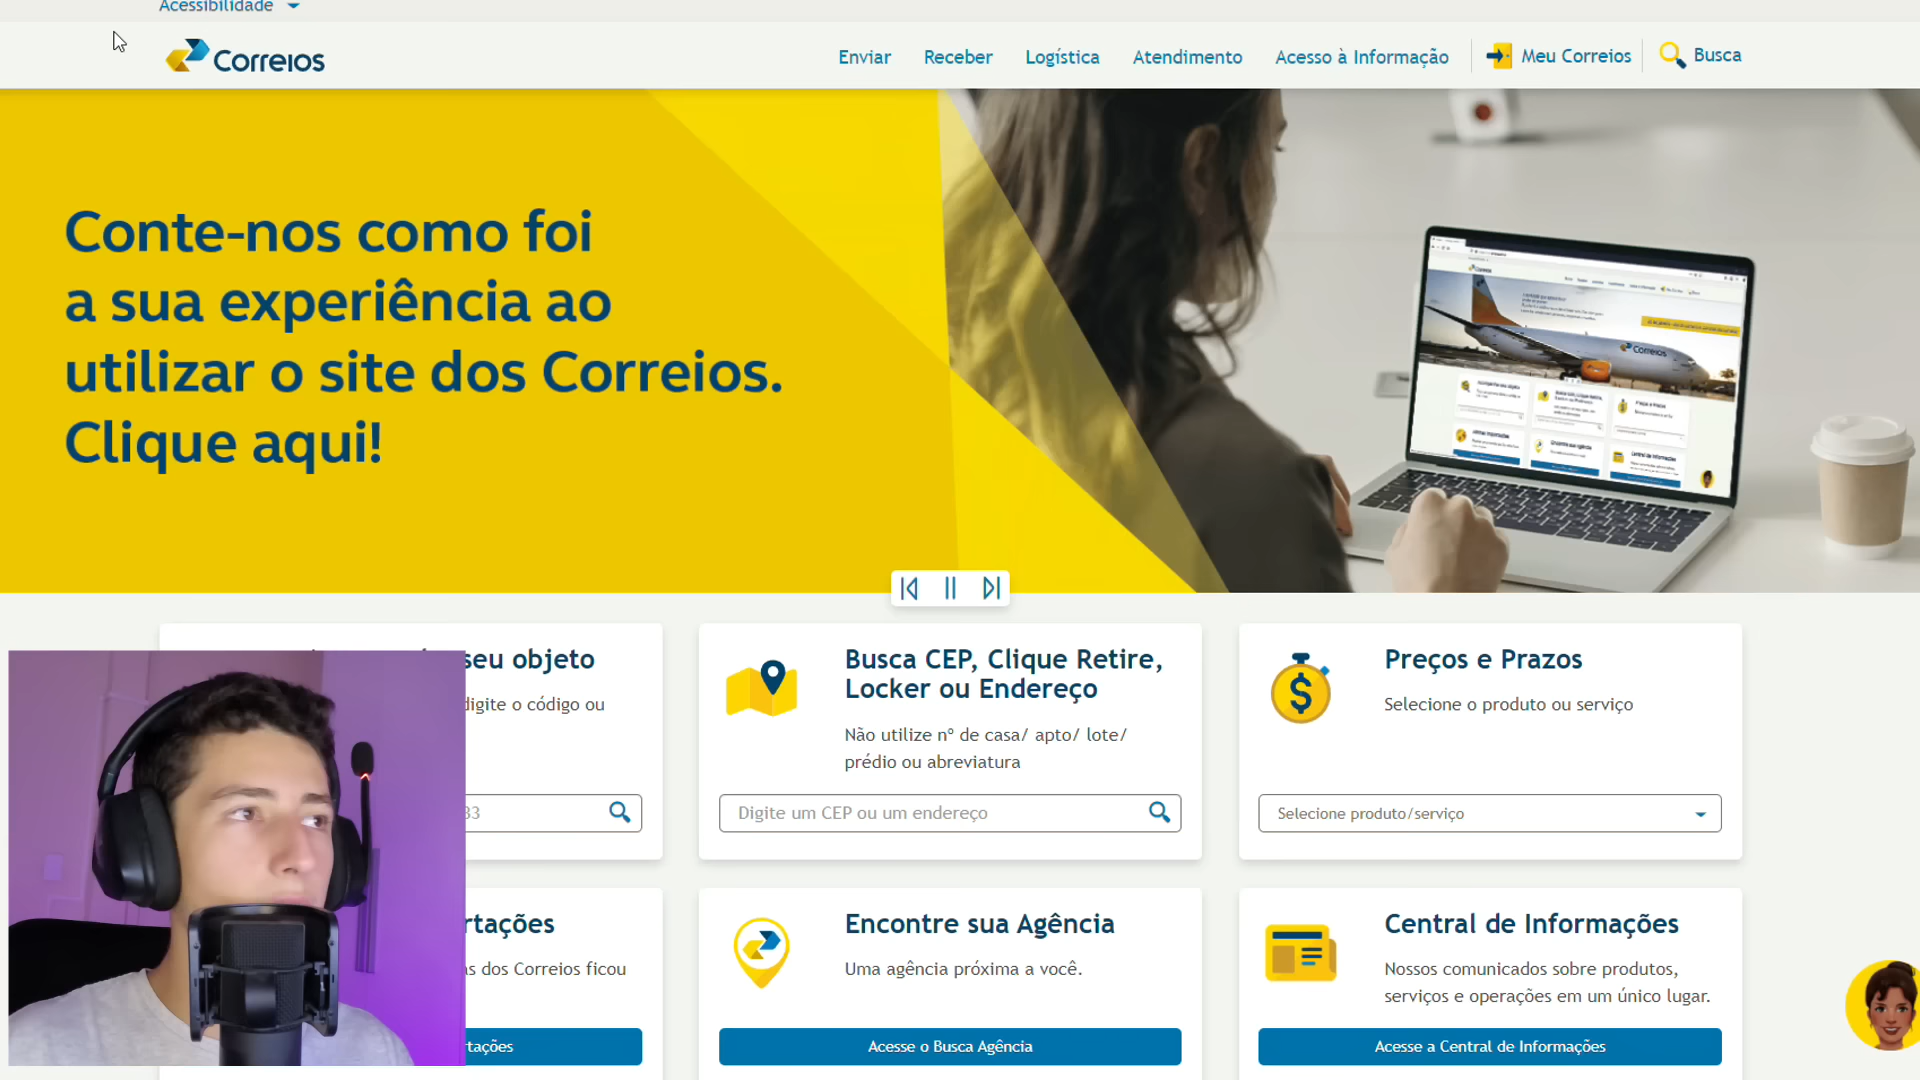 Acessibilidade
Correios
Enviar
Receber
Logística
Atendimento
Acesso à Informação
Meu Correios
Busca
Conte-nos como foi
a sua experiência ao
utilizar o site dos Correios.
Clique aqui!
Correios
seu objeto
digite o código ou
33
Busca CEP, Clique Retire,
Locker ou Endereço
Não utilize nº de casa/ apto/ lote/
prédio ou abreviatura
Digite um CEP ou um endereço
Preços e Prazos
Selecione o produto ou serviço
Selecione produto/serviço
rtações
as dos Correios ficou
tações
Encontre sua Agência
Uma agência próxima a você.
Acesse o Busca Agência
Central de Informações
Nossos comunicados sobre produtos,
serviços e operações em um único lugar.
Acesse a Central de Informações